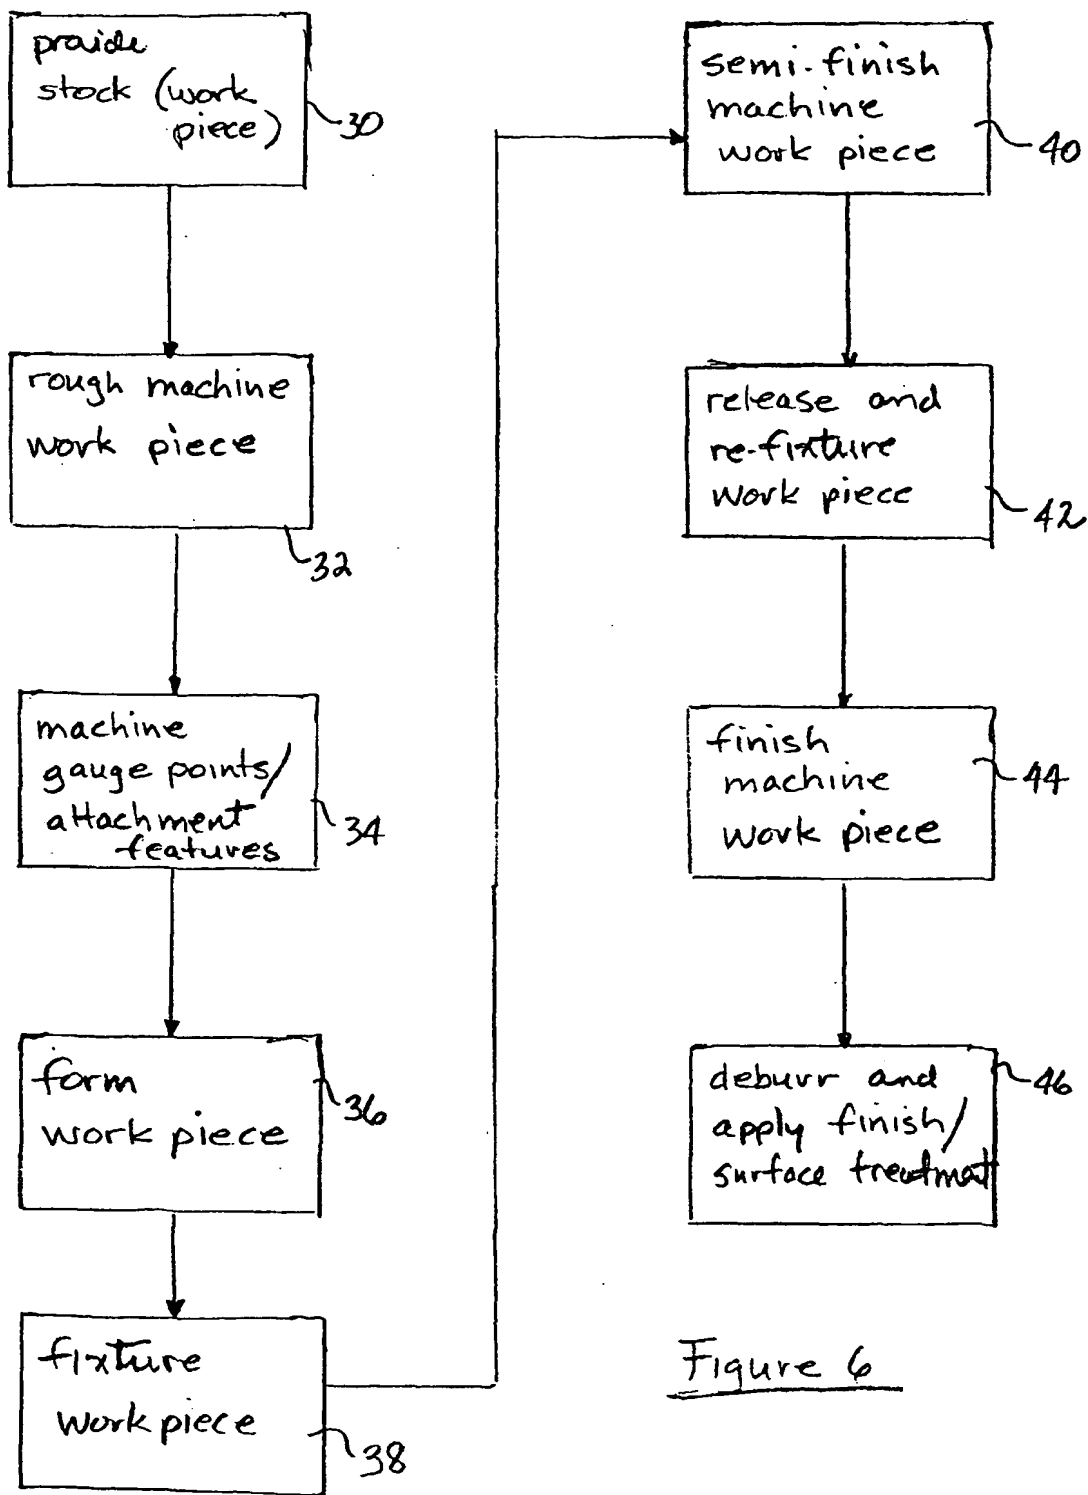 provide
stock (work
piece)
30
rough machine
work piece
32
machine
gauge points/
attachment
features
34
form
work piece
36
fixture
work piece
38
semi-finish
machine
work piece
40
release and
re-fixture
work piece
42
finish
machine
work piece
44
deburr and
apply finish/
surface treatment
46
Figure 6